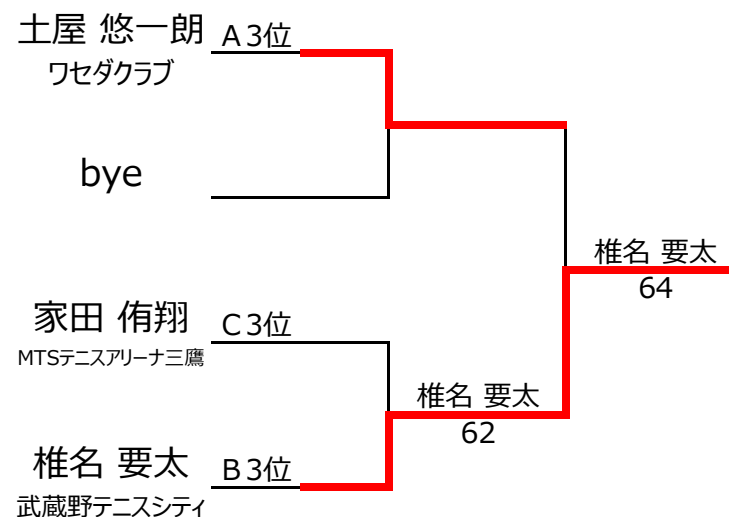 土屋 悠一朗
A3位
ワセダクラブ
bye
椎名 要太
64
家田 侑翔
C3位
MTSテニスアリーナ三鷹
椎名 要太
62
椎名 要太
B3位
武蔵野テニスシティ